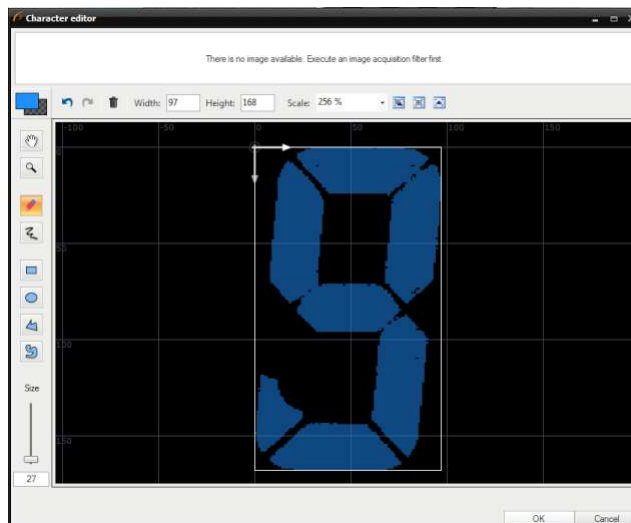 Character editor
There is no image available. Execute an image acquisition filter first.
Width: 97 Height: 168 Scale: 256 %
-100 -50 0 50 100 150
0
50
100
150
9
Size
27
OK Cancel